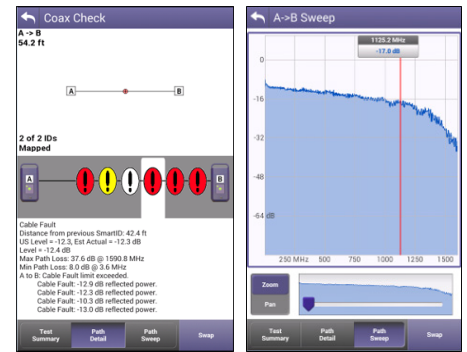 Coax Check
A -> B
54.2 ft
A
B
2 of 2 IDs
Mapped
A
B
Cable Fault
Distance from previous SmartID: 42.4 ft
US Level = -12.3, Est Actual = -12.3 dB
Level = -12.4 dB
Max Path Loss: 37.6 dB @ 1590.8 MHz
Min Path Loss: 8.0 dB @ 3.6 MHz
A to B: Cable Fault limit exceeded.
Cable Fault: -12.9 dB reflected power.
Cable Fault: -12.3 dB reflected power.
Cable Fault: -10.3 dB reflected power.
Cable Fault: -13.0 dB reflected power.
Test Summary
Path Detail
Path Sweep
Swap
A->B Sweep
1125.2 MHz
-17.0 dB
0
-16
-32
-48
-64 dB
250 MHz 500 750 1000 1250 1500
Zoom
Pan
Test Summary
Path Detail
Path Sweep
Swap